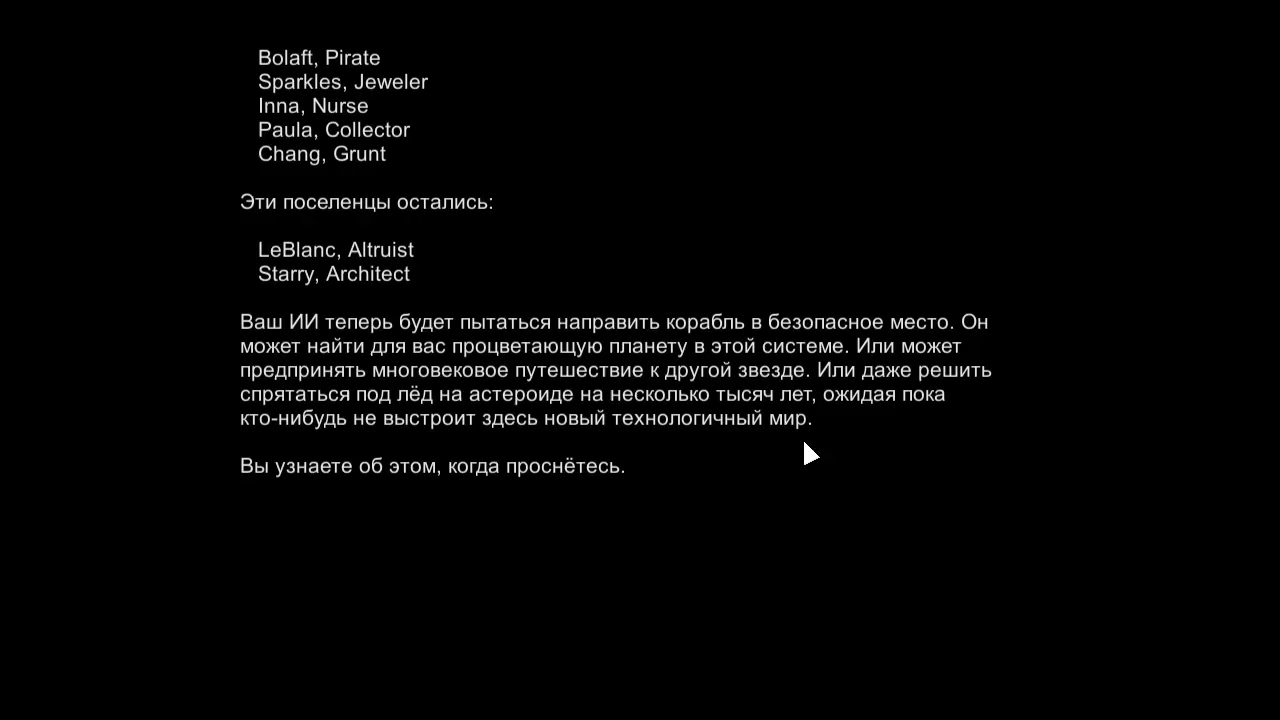 Bolaft, Pirate
Sparkles, Jeweler
Inna, Nurse
Paula, Collector
Chang, Grunt
Эти поселенцы остались:
LeBlanc, Altruist
Starry, Architect
Ваш ИИ теперь будет пытаться направить корабль в безопасное место. Он
может найти для вас процветающую планету в этой системе. Или может
предпринять многовековое путешествие к другой звезде. Или даже решить
спрятаться под лёд на астероиде на несколько тысяч лет, ожидая пока
кто-нибудь не выстроит здесь новый технологичный мир.
Вы узнаете об этом, когда проснётесь.